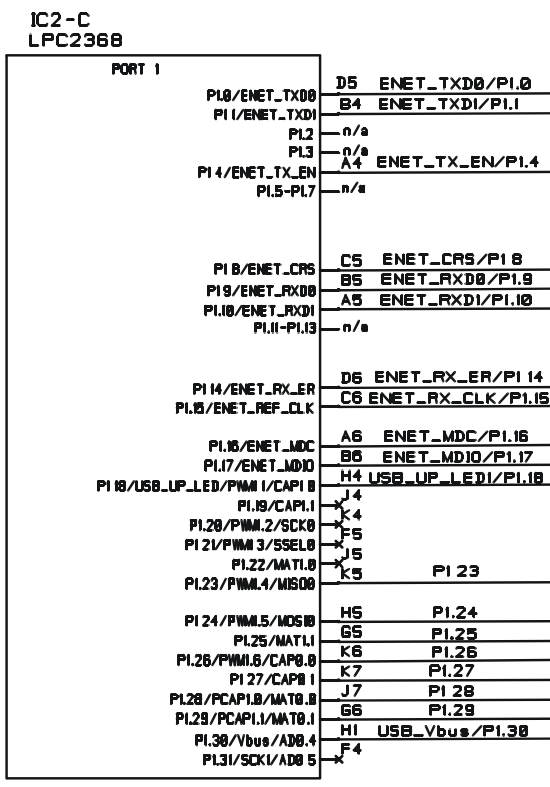 IC2-C
LPC2368
PORT 1
P1.0/ENET_TXD0 D5 ENET_TXD0/P1.0
P1 1/ENET_TXD1 B4 ENET_TXD1/P1.1
P1.2 n/a
P1.3 n/a
P1 4/ENET_TX_EN A4 ENET_TX_EN/P1.4
P1.5-P1.7 n/a
P1 8/ENET_CRS C5 ENET_CRS/P1 8
P1 9/ENET_RXD0 B5 ENET_RXD0/P1.9
P1.10/ENET_RXD1 A5 ENET_RXD1/P1.10
P1.11-P1.13 n/a
P1 14/ENET_RX_ER D6 ENET_RX_ER/P1 14
P1.15/ENET_REF_CLK C6 ENET_RX_CLK/P1.15
P1.16/ENET_MDC A6 ENET_MDC/P1.16
P1.17/ENET_MDIO B6 ENET_MDIO/P1.17
P1 18/USB_UP_LED/PWM1 1/CAP1 0 H4 USB_UP_LED1/P1.18
P1.19/CAP1.1 J4
P1.20/PWM1.2/SCK0 K4
P1 21/PWM1 3/SSEL0 F5
P1.22/MAT1.0 J5
P1.23/PWM1.4/MISO0 K5 P1 23
P1 24/PWM1.5/MOSI0 H5 P1.24
P1.25/MAT1.1 G5 P1.25
P1.26/PWM1.6/CAP0.0 K6 P1.26
P1 27/CAP0 1 K7 P1.27
P1.28/PCAP1.0/MAT0.0 J7 P1 28
P1.29/PCAP1.1/MAT0.1 G6 P1.29
P1.30/Vbus/AD0.4 H1 USB_Vbus/P1.30
P1.31/SCK1/AD0 5 F4